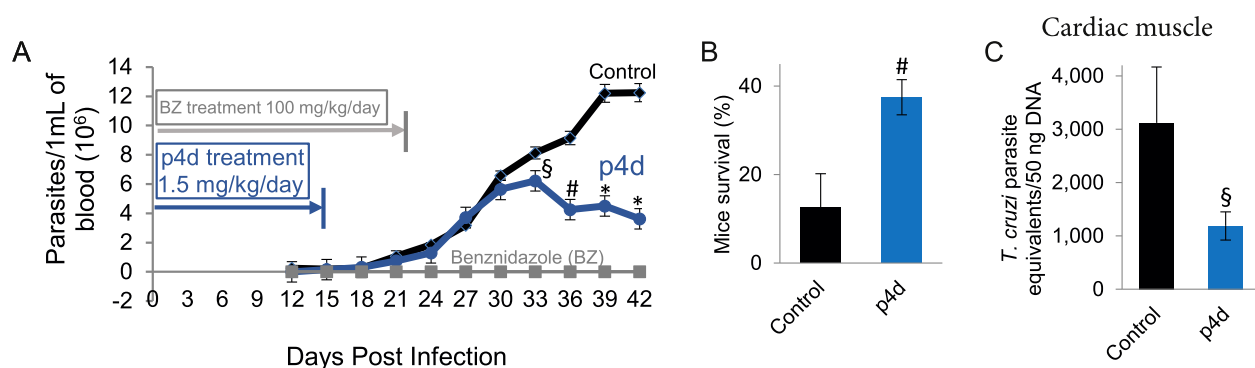 A
Parasites/1mL of
blood (10⁶)
14
12
10
8
6
4
2
0
-2
BZ treatment 100 mg/kg/day
p4d treatment
1.5 mg/kg/day
Control
p4d
§
#
*
*
Benznidazole (BZ)
0 3 6 9 12 15 18 21 24 27 30 33 36 39 42
Days Post Infection
B
Mice survival (%)
40
20
0
#
Control
p4d
Cardiac muscle
C
T. cruzi parasite
equivalents/50 ng DNA
4,000
3,000
2,000
1,000
0
§
Control
p4d